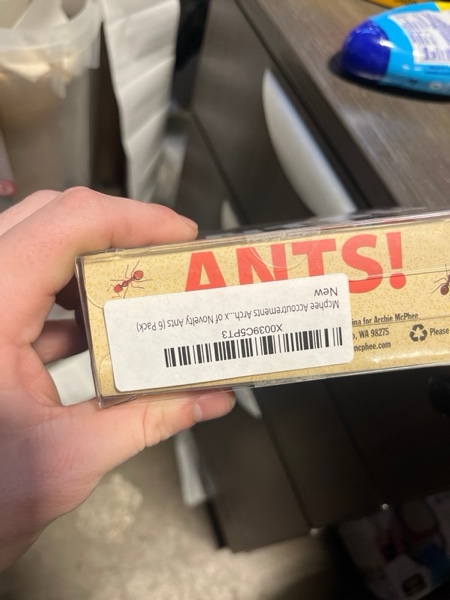 ANTS!
ina for Archie McPhee
, WA 98275
mcphee.com
Please
X0039C5PT3
Mcphee Accoutrements Arch...x of Novelty Ants (6 Pack)
New